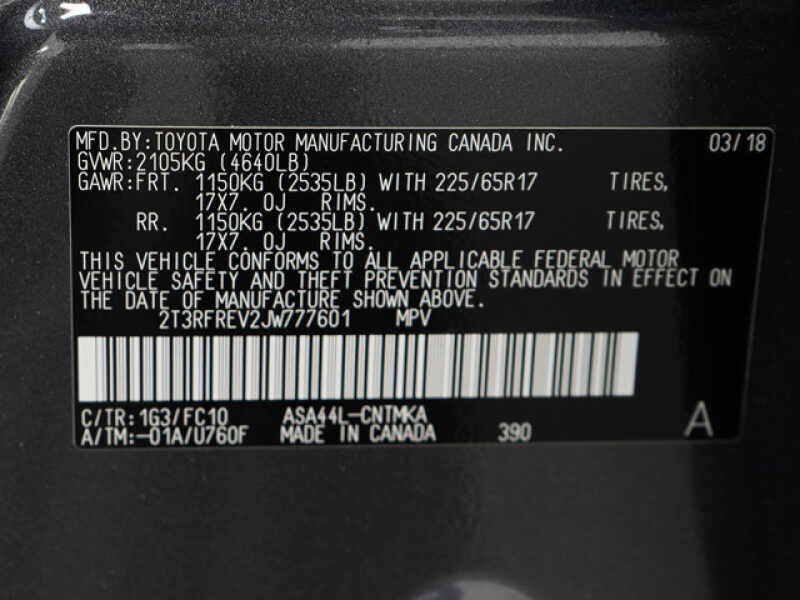 MFD.BY:TOYOTA MOTOR MANUFACTURING CANADA INC. 03/18
GVWR:2105KG (4640LB)
GAWR:FRT. 1150KG (2535LB) WITH 225/65R17 TIRES,
17X7. 0J RIMS.
RR. 1150KG (2535LB) WITH 225/65R17 TIRES,
17X7. 0J RIMS.
THIS VEHICLE CONFORMS TO ALL APPLICABLE FEDERAL MOTOR
VEHICLE SAFETY AND THEFT PREVENTION STANDARDS IN EFFECT ON
THE DATE OF MANUFACTURE SHOWN ABOVE.
2T3RFREV2JW777601 MPV
C/TR:1G3/FC10 ASA44L-CNTMKA
A/TM:-01A/U760F MADE IN CANADA 390 A